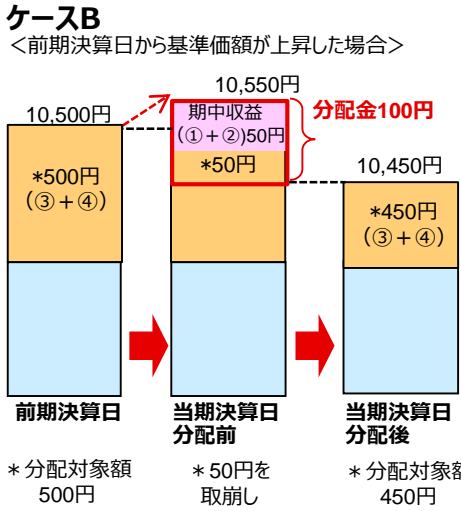 ケースB
<前期決算日から基準価額が上昇した場合>
10,550円
10,500円
期中収益
(①+②)50円
分配金100円
*50円
*500円
(③+④)
10,450円
*450円
(③+④)
前期決算日
当期決算日
分配前
当期決算日
分配後
*分配対象額
500円
*50円を
取崩し
*分配対象額
450円